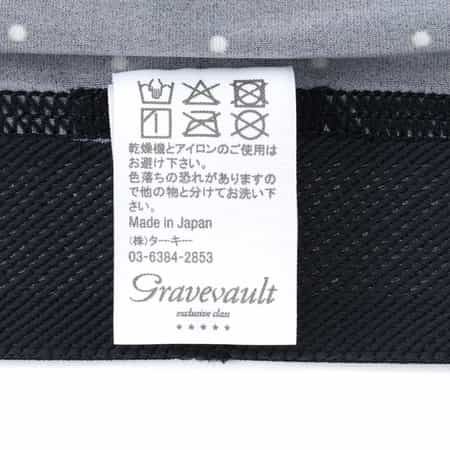 乾燥機とアイロンのご使用は
お避け下さい。
色落ちの恐れがありますの
で他の物と分けてお洗い下
さい。
Made in Japan
(株)ターキー
03-6384-2853
Gravevault
exclusive class